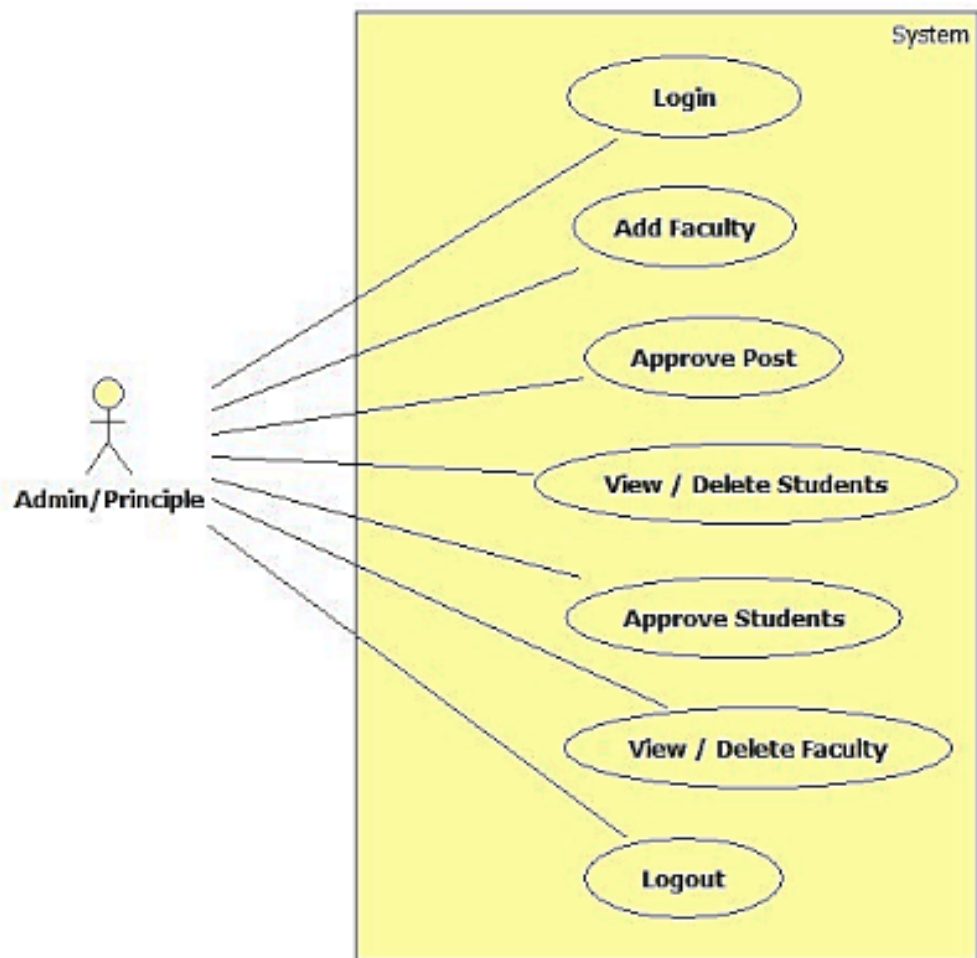 System
Login
Add Faculty
Approve Post
Admin/Principle
View / Delete Students
Approve Students
View / Delete Faculty
Logout